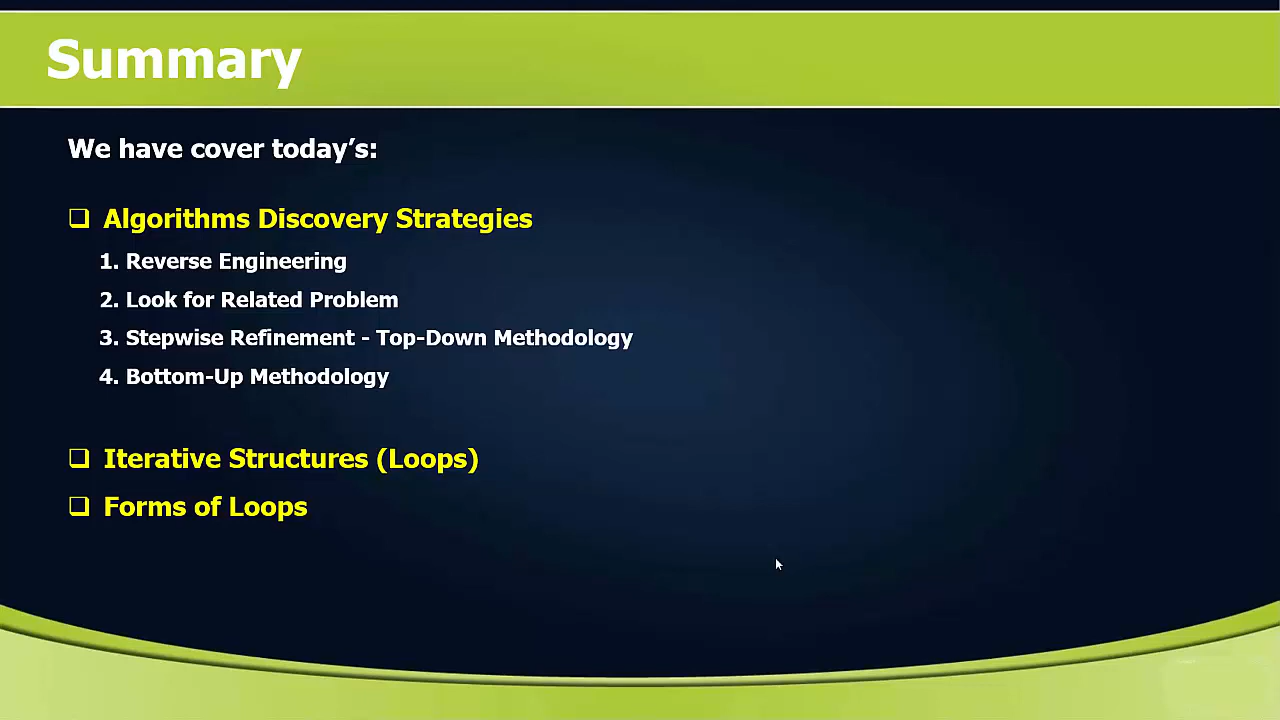 Summary
We have cover today’s:
❑ Algorithms Discovery Strategies
1. Reverse Engineering
2. Look for Related Problem
3. Stepwise Refinement - Top-Down Methodology
4. Bottom-Up Methodology
❑ Iterative Structures (Loops)
❑ Forms of Loops